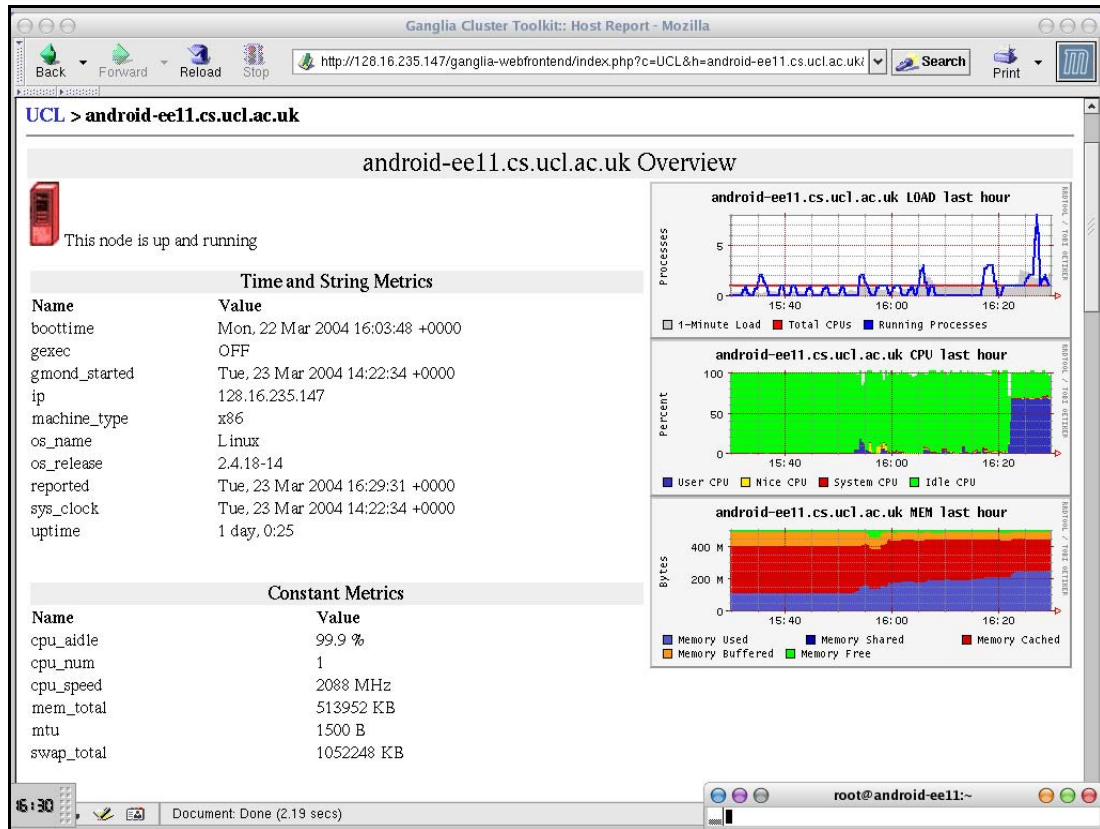 Ganglia Cluster Toolkit:: Host Report - Mozilla
Back
Forward
Reload
Stop
http://128.16.235.147/ganglia-webfrontend/index.php?c=UCL&h=android-ee11.cs.ucl.ac.uk&
Search
Print
UCL > android-ee11.cs.ucl.ac.uk
android-ee11.cs.ucl.ac.uk Overview
This node is up and running
Time and String Metrics
Name Value
boottime Mon, 22 Mar 2004 16:03:48 +0000
gexec OFF
gmond_started Tue, 23 Mar 2004 14:22:34 +0000
ip 128.16.235.147
machine_type x86
os_name Linux
os_release 2.4.18-14
reported Tue, 23 Mar 2004 16:29:31 +0000
sys_clock Tue, 23 Mar 2004 14:22:34 +0000
uptime 1 day, 0:25
Constant Metrics
Name Value
cpu_aidle 99.9 %
cpu_num 1
cpu_speed 2088 MHz
mem_total 513952 KB
mtu 1500 B
swap_total 1052248 KB
android-ee11.cs.ucl.ac.uk LOAD last hour
Processes
5
0
15:40 16:00 16:20
1-Minute Load Total CPUs Running Processes
RRDTOOL / TOBI OETIKER
android-ee11.cs.ucl.ac.uk CPU last hour
Percent
100
50
0
15:40 16:00 16:20
User CPU Nice CPU System CPU Idle CPU
RRDTOOL / TOBI OETIKER
android-ee11.cs.ucl.ac.uk MEM last hour
Bytes
400 M
200 M
0
15:40 16:00 16:20
Memory Used Memory Shared Memory Cached
Memory Buffered Memory Free
RRDTOOL / TOBI OETIKER
16:30
Document: Done (2.19 secs)
root@android-ee11:~